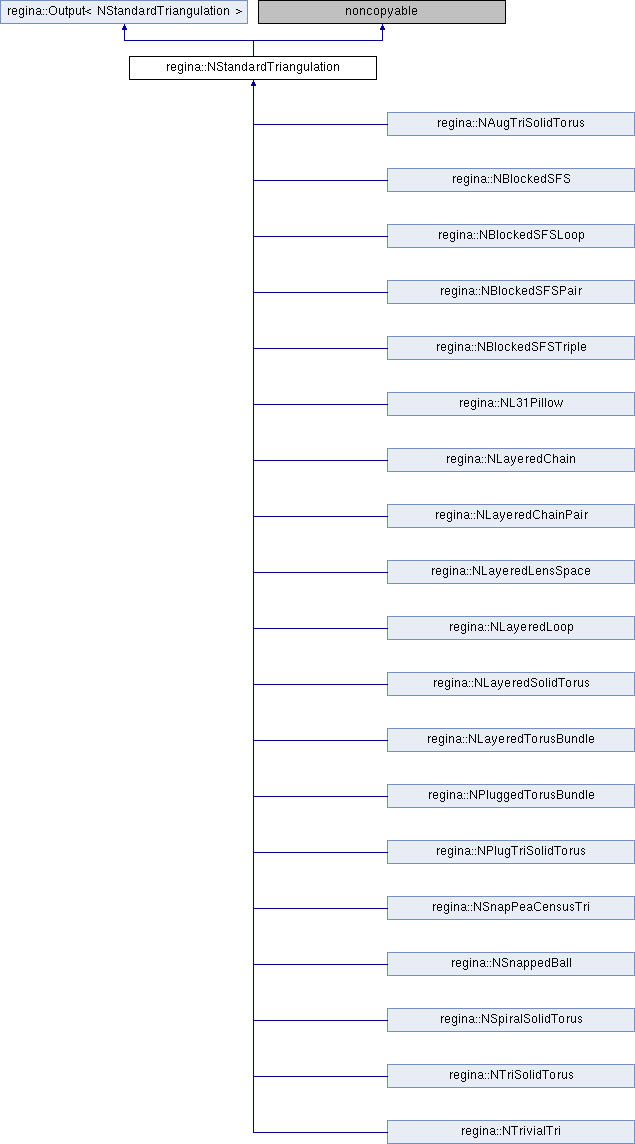 regina::Output< NStandardTriangulation >
noncopyable
regina::NStandardTriangulation
regina::NAugTriSolidTorus
regina::NBlockedSFS
regina::NBlockedSFSLoop
regina::NBlockedSFSPair
regina::NBlockedSFSTriple
regina::NL31Pillow
regina::NLayeredChain
regina::NLayeredChainPair
regina::NLayeredLensSpace
regina::NLayeredLoop
regina::NLayeredSolidTorus
regina::NLayeredTorusBundle
regina::NPluggedTorusBundle
regina::NPlugTriSolidTorus
regina::NSnapPeaCensusTri
regina::NSnappedBall
regina::NSpiralSolidTorus
regina::NTriSolidTorus
regina::NTrivialTri